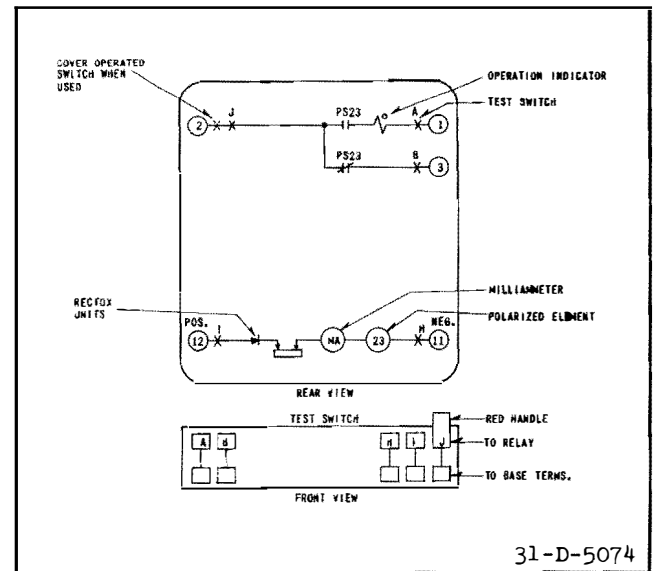 COVER OPERATED
SWITCH WHEN
USED
OPERATION INDICATOR
TEST SWITCH
J
PS23
A
2
1
PS23
B
3
RECTOX
UNITS
MILLIAMMETER
POLARIZED ELEMENT
POS.
I
NEG.
H
12
MA
23
11
REAR VIEW
TEST SWITCH
RED HANDLE
A
B
H
I
J
TO RELAY
TO BASE TERMS.
FRONT VIEW
31-D-5074